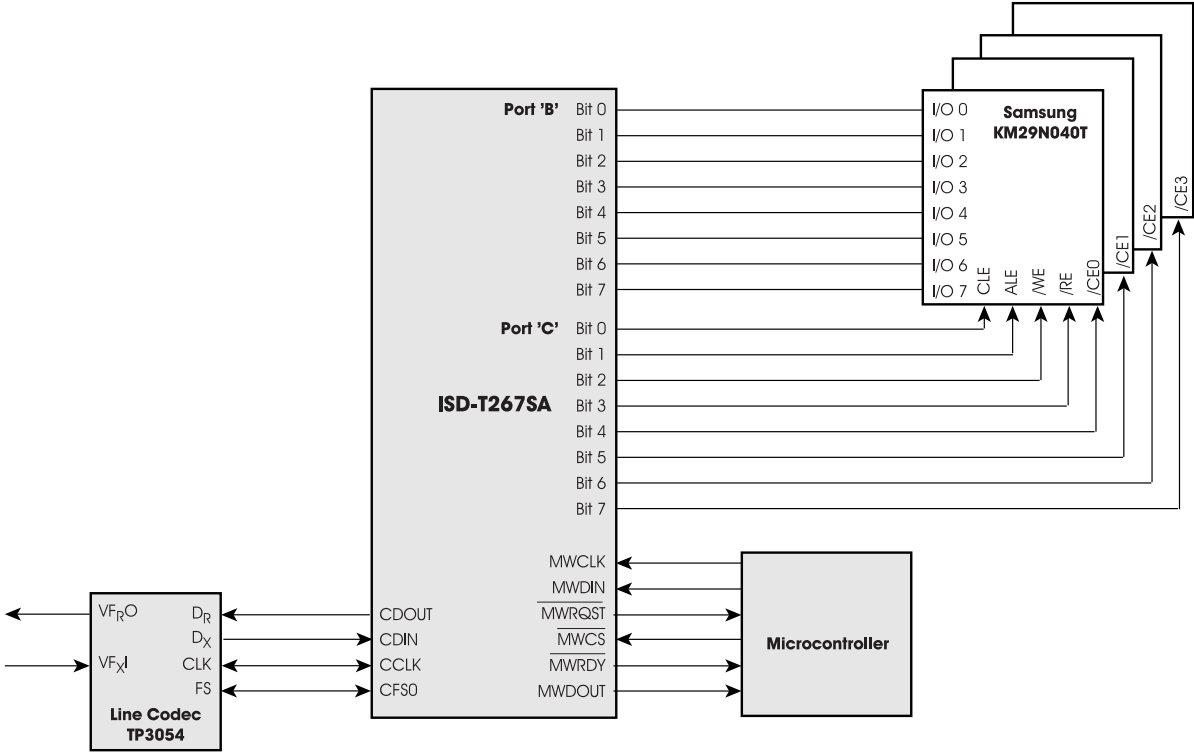 Port 'B' Bit 0
Bit 1
Bit 2
Bit 3
Bit 4
Bit 5
Bit 6
Bit 7
Port 'C' Bit 0
Bit 1
Bit 2
Bit 3
Bit 4
Bit 5
Bit 6
Bit 7
ISD-T267SA
MWCLK
MWDIN
MWRQST
MWCS
MWRDY
MWDOUT
CDOUT
CDIN
CCLK
CFS0
I/O 0
I/O 1
I/O 2
I/O 3
I/O 4
I/O 5
I/O 6
I/O 7
Samsung
KM29N040T
CLE
ALE
/WE
/RE
/CE0
/CE1
/CE2
/CE3
Microcontroller
VFRO
VFXI
DR
DX
CLK
FS
Line Codec
TP3054